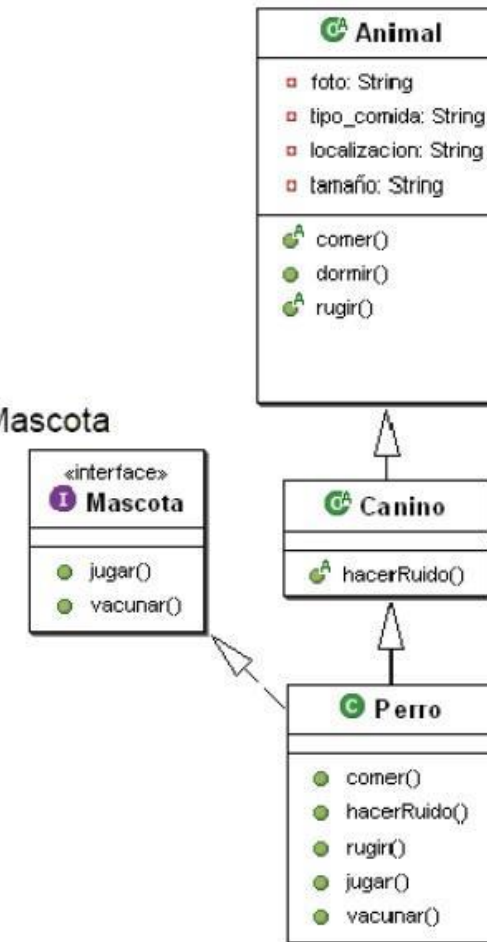 Animal
foto: String
tipo_comida: String
localizacion: String
tamaño: String
comer()
dormir()
rugir()
Mascota
«interface»
Mascota
jugar()
vacunar()
Canino
hacerRuido()
Perro
comer()
hacerRuido()
rugir()
jugar()
vacunar()